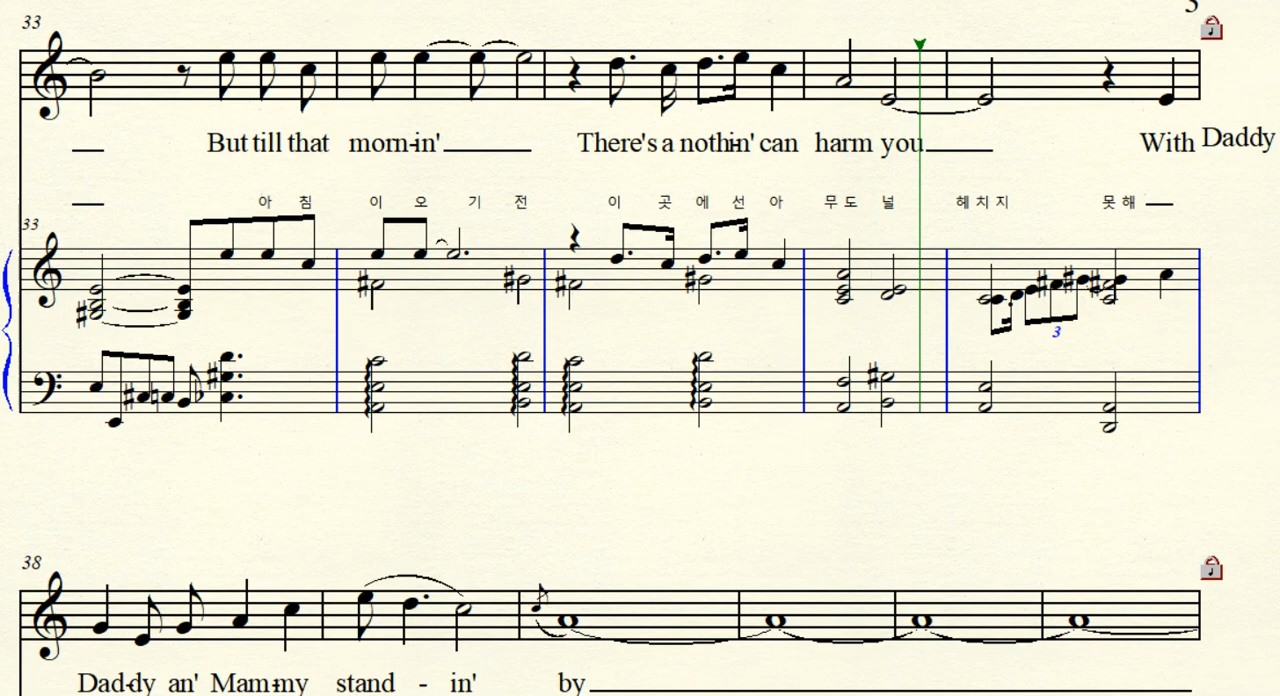 3
33
But till that morn-in' There's a nothin' can harm you With Daddy
아 침 이 오 기 전 이 곳 에 선 아 무 도 널 헤 치 지 못 해
33
3
38
Dad-dy an' Mam-my stand - in' by